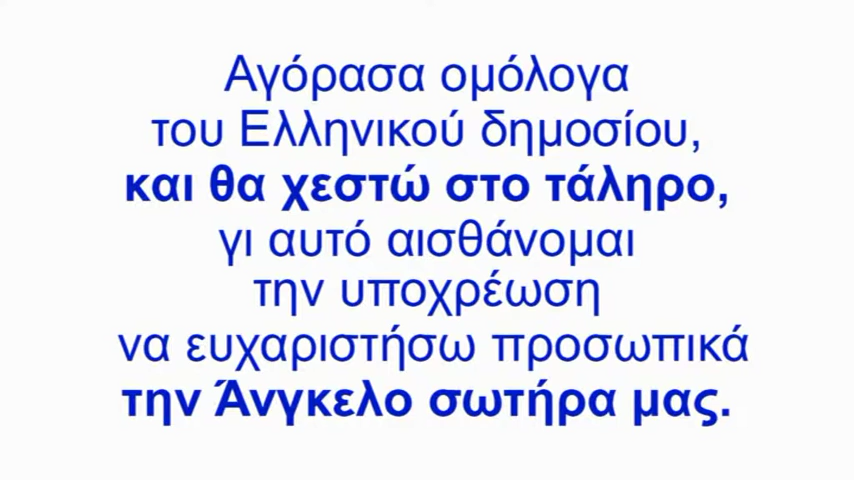 Αγόρασα ομόλογα
του Ελληνικού δημοσίου,
και θα χεστώ στο τάληρο,
γι αυτό αισθάνομαι
την υποχρέωση
να ευχαριστήσω προσωπικά
την Άνγκελο σωτήρα μας.